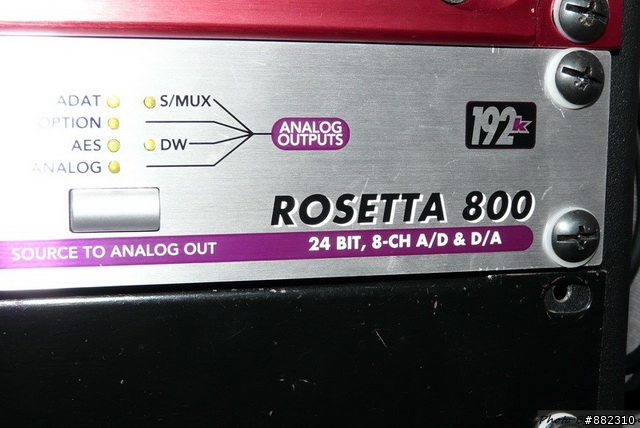 ADAT S/MUX
OPTION
AES DW
ANALOG
ANALOG
OUTPUTS
192k
ROSETTA 800
SOURCE TO ANALOG OUT
24 BIT, 8-CH A/D & D/A
#882310